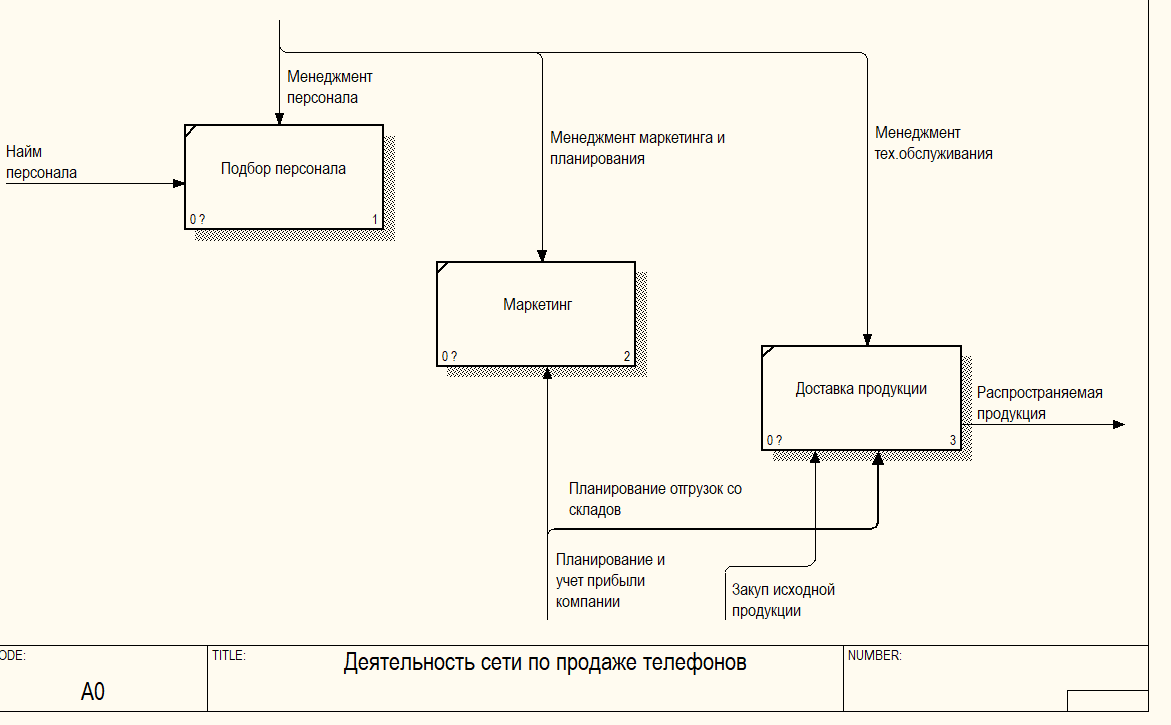 Менеджмент
персонала
Менеджмент маркетинга и
планирования
Менеджмент
тех.обслуживания
Найм
персонала
Подбор персонала
0 ?
1
Маркетинг
0 ?
2
Доставка продукции
0 ?
3
Распространяемая
продукция
Планирование отгрузок со
складов
Планирование и
учет прибыли
компании
Закуп исходной
продукции
ODE:
A0
TITLE:
Деятельность сети по продаже телефонов
NUMBER: